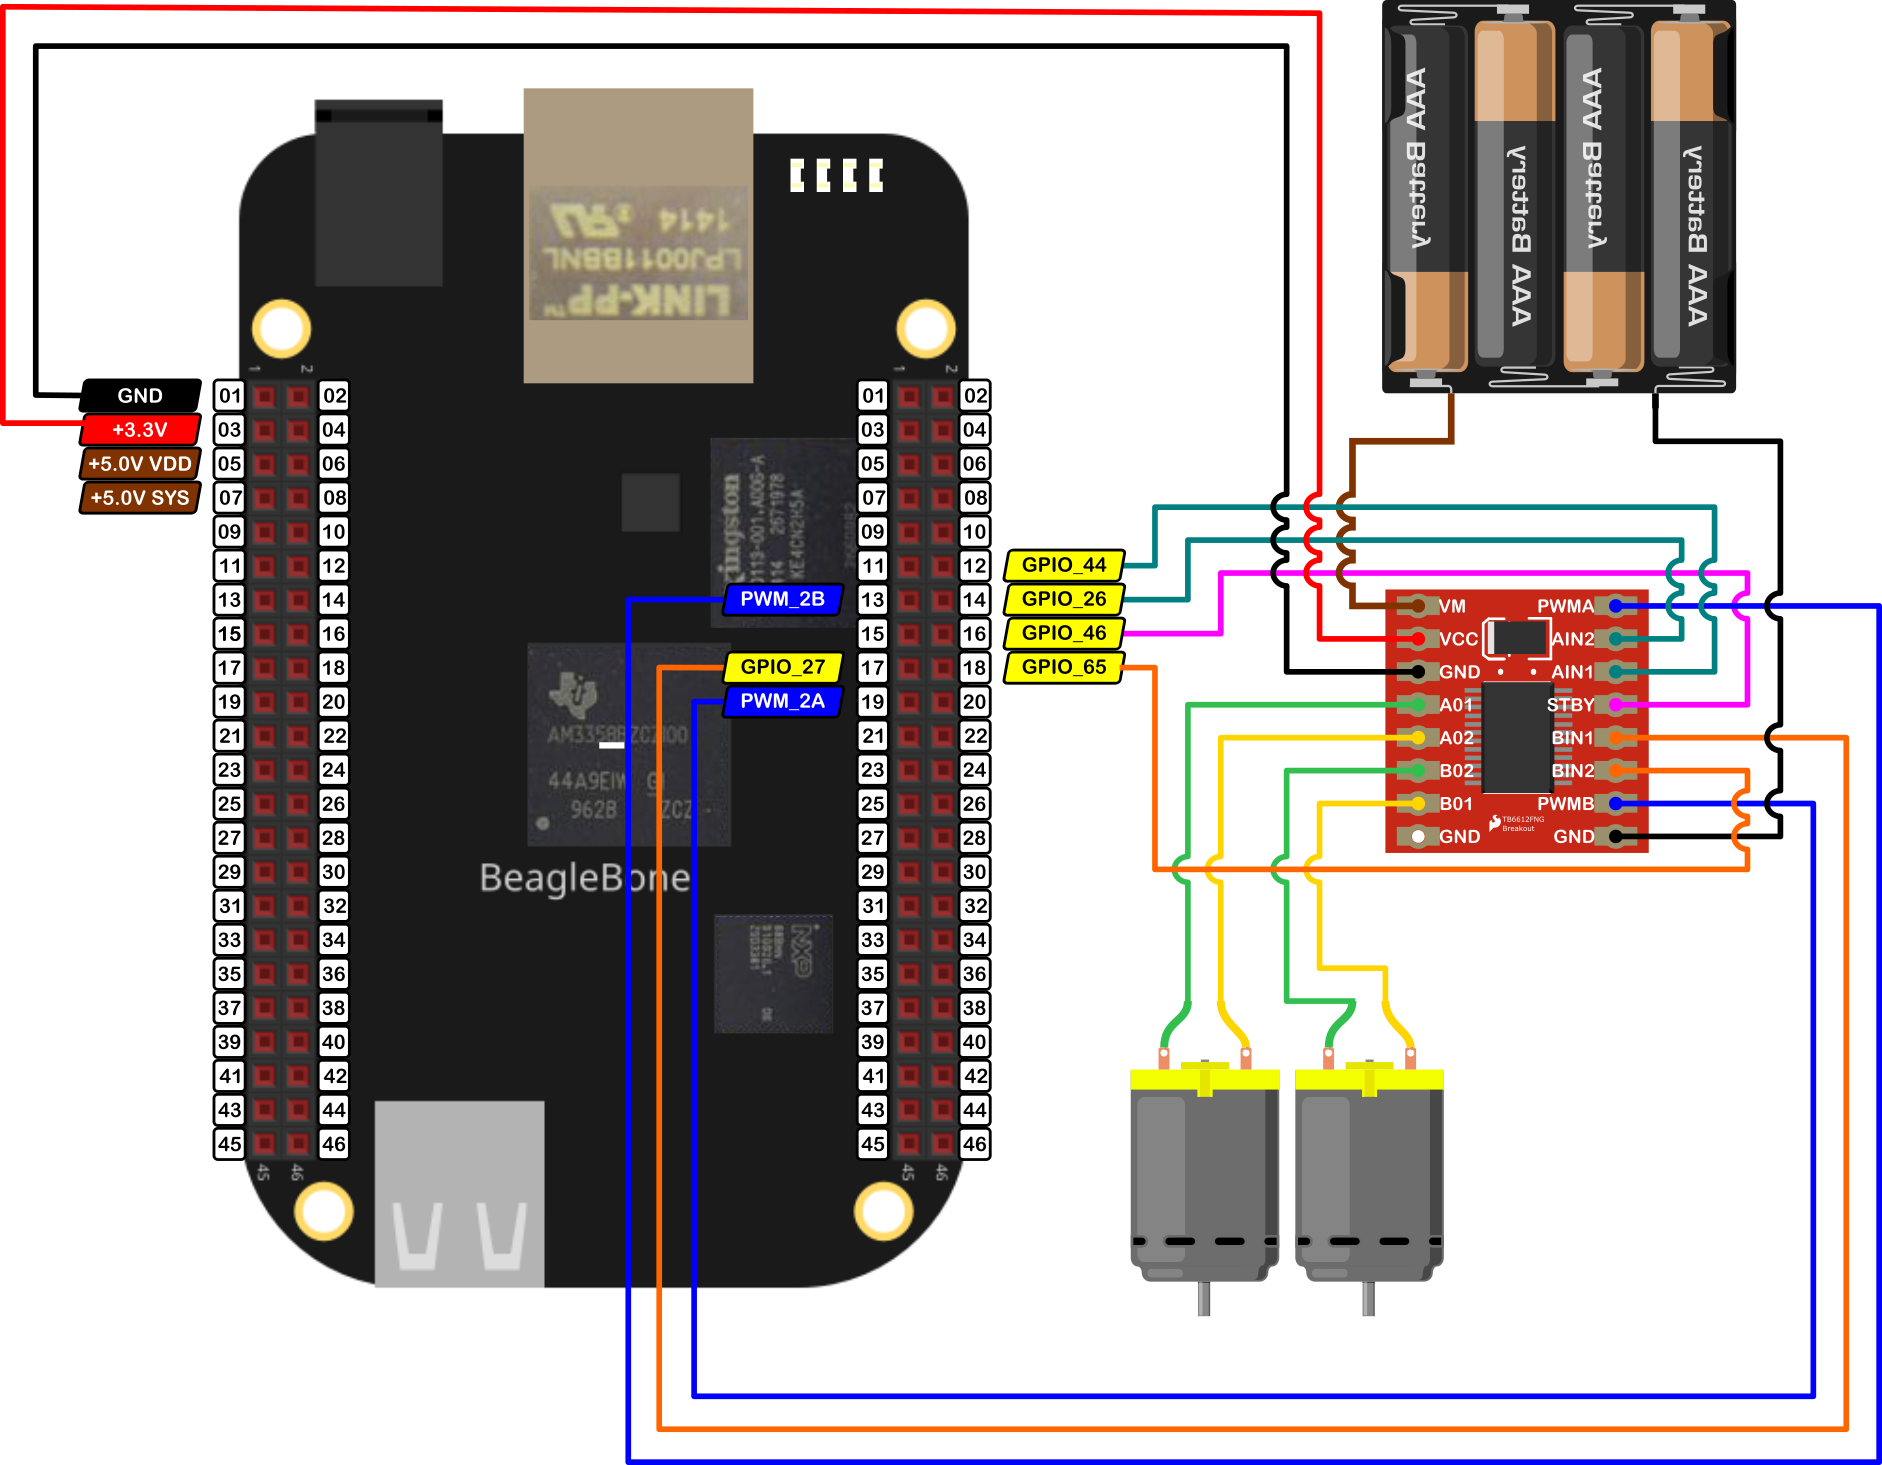 1414
LPJ0011BBNL
LINK-PP™
AAA Battery
AAA Battery
AAA Battery
AAA Battery
1 2
1 2
GND
+3.3V
+5.0V VDD
+5.0V SYS
01 02
03 04
05 06
07 08
09 10
11 12
13 14
15 16
17 18
19 20
21 22
23 24
25 26
27 28
29 30
31 32
33 34
35 36
37 38
39 40
41 42
43 44
45 46
45 46
Kingston
2671978
KE4CN2H5A
PWM_2B
GPIO_27
PWM_2A
44A9EIW G1
962B ZCZ
BeagleBone
NXP
01 02
03 04
05 06
07 08
09 10
11 12
13 14
15 16
17 18
19 20
21 22
23 24
25 26
27 28
29 30
31 32
33 34
35 36
37 38
39 40
41 42
43 44
45 46
45 46
GPIO_44
GPIO_26
GPIO_46
GPIO_65
VM PWMA
VCC AIN2
GND AIN1
A01 STBY
A02 BIN1
B02 BIN2
B01 PWMB
TB6612FNG
Breakout
GND GND